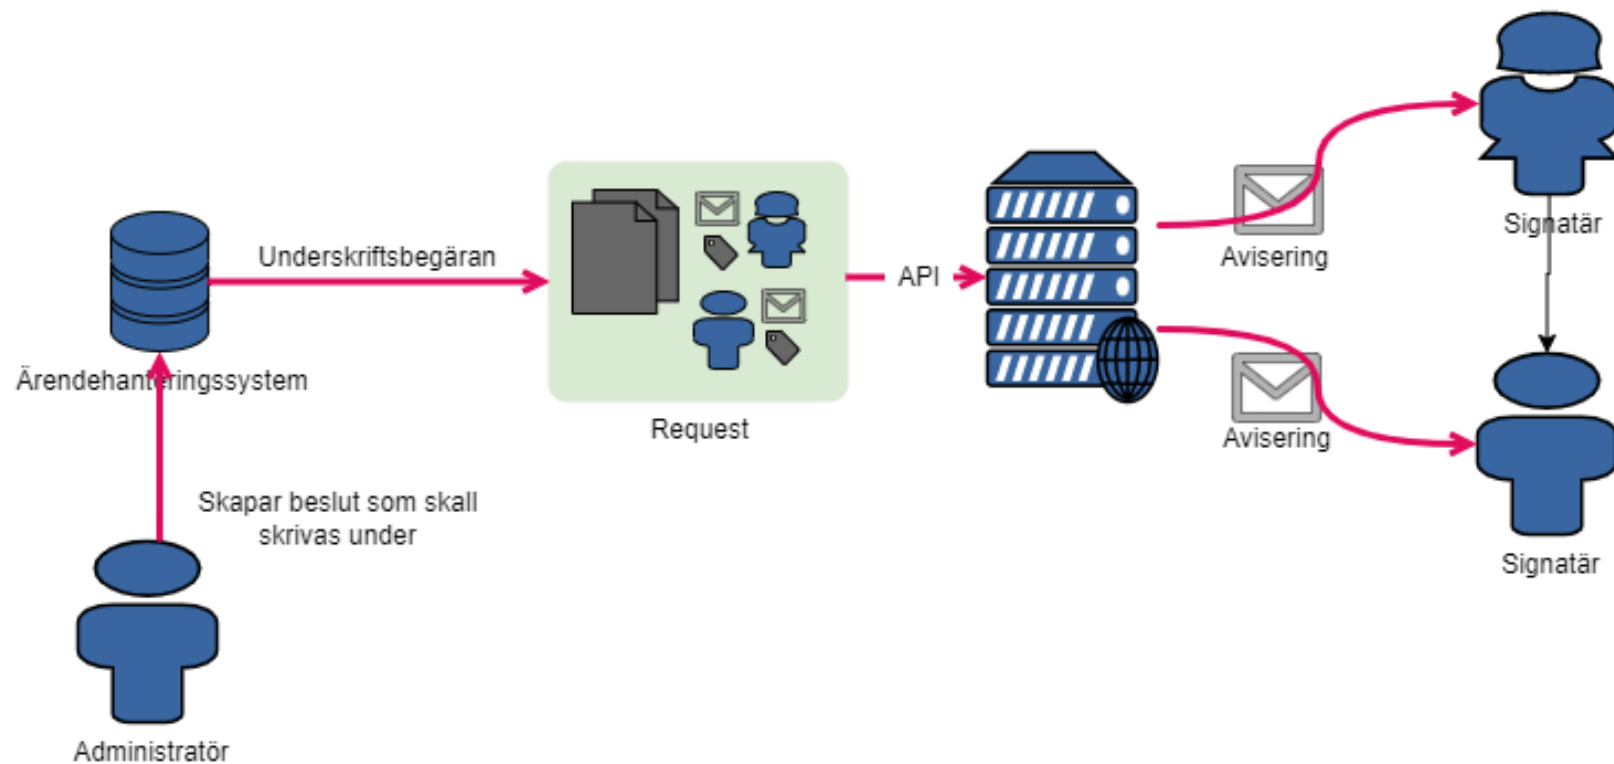 Signatär
Underskriftsbegäran
API
Avisering
Ärendehanteringssystem
Request
Avisering
Skapar beslut som skall
skrivas under
Signatär
Administratör